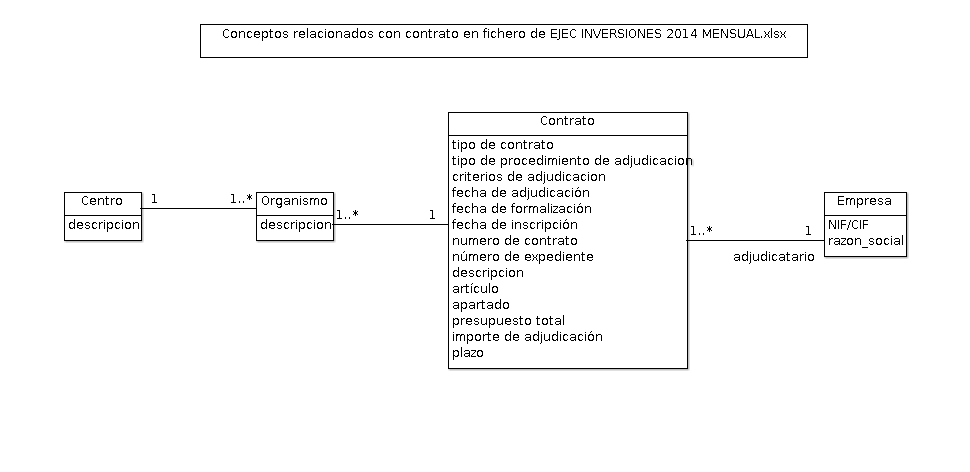 Conceptos relacionados con contrato en fichero de EJEC INVERSIONES 2014 MENSUAL.xlsx
Centro
descripcion
1
1..*
Organismo
descripcion
1..*
1
Contrato
tipo de contrato
tipo de procedimiento de adjudicacion
criterios de adjudicacion
fecha de adjudicación
fecha de formalización
fecha de inscripción
numero de contrato
número de expediente
descripcion
artículo
apartado
presupuesto total
importe de adjudicación
plazo
1..*
1
adjudicatario
Empresa
NIF/CIF
razon_social